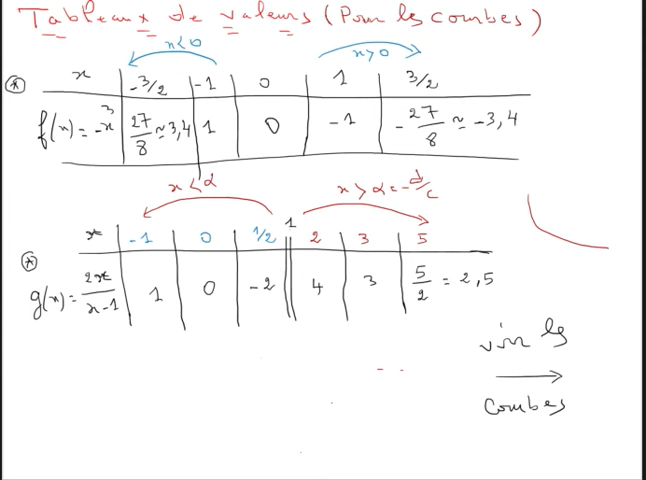 Tableaux de valeurs (Pour les courbes)
x<0 x>0
x -3/2 -1 0 1 3/2
f(x)=-x³ 27/8 ≈ 3,4 1 0 -1 -27/8 ≈ -3,4
x<α x>α=-d/c
1
x -1 0 1/2 2 3 5
g(x)=2x/x-1 1 0 -2 4 3 5/2 = 2,5
voir les
→
Courbes